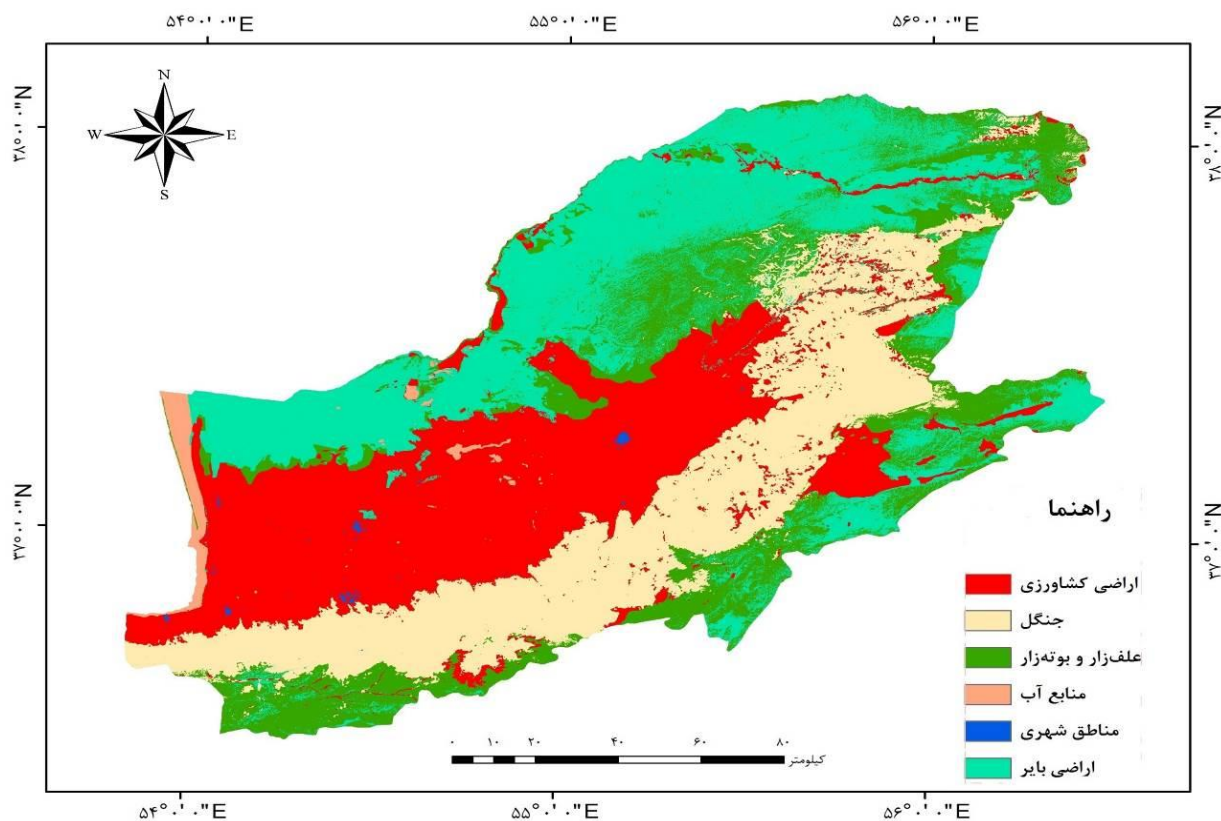 ۵۴°۰'۰"E ۵۵°۰'۰"E ۵۶°۰'۰"E
۳۸°۰'۰"N ۳۸°۰'۰"N
N
W E
S
۳۷°۰'۰"N ۳۷°۰'۰"N
راهنما
اراضی کشاورزی
جنگل
علف‌زار و بوته‌زار
منابع آب
مناطق شهری
اراضی بایر
۰ ۱۰ ۲۰ ۴۰ ۶۰ ۸۰
کیلومتر
۵۴°۰'۰"E ۵۵°۰'۰"E ۵۶°۰'۰"E